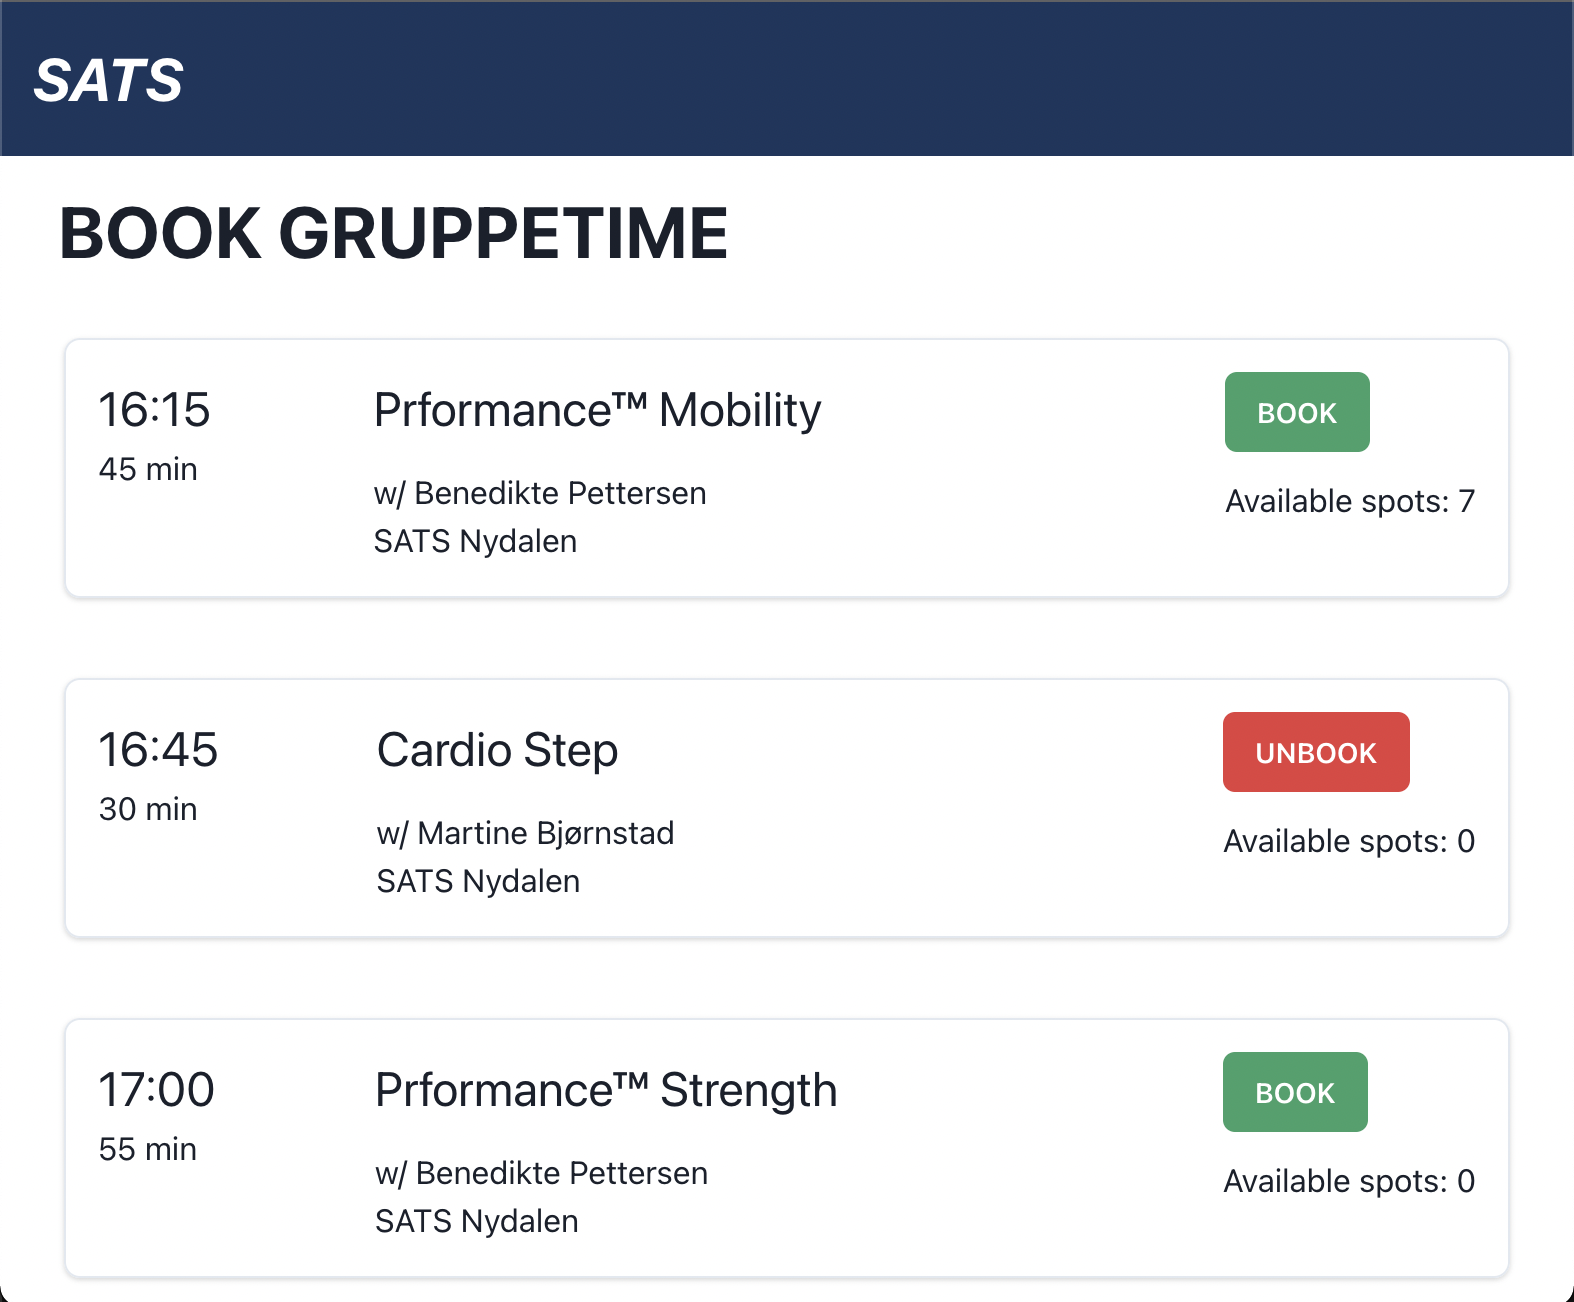 SATS
BOOK GRUPPETIME
16:15
45 min
Prformance™ Mobility
w/ Benedikte Pettersen
SATS Nydalen
BOOK
Available spots: 7
16:45
30 min
Cardio Step
w/ Martine Bjørnstad
SATS Nydalen
UNBOOK
Available spots: 0
17:00
55 min
Prformance™ Strength
w/ Benedikte Pettersen
SATS Nydalen
BOOK
Available spots: 0